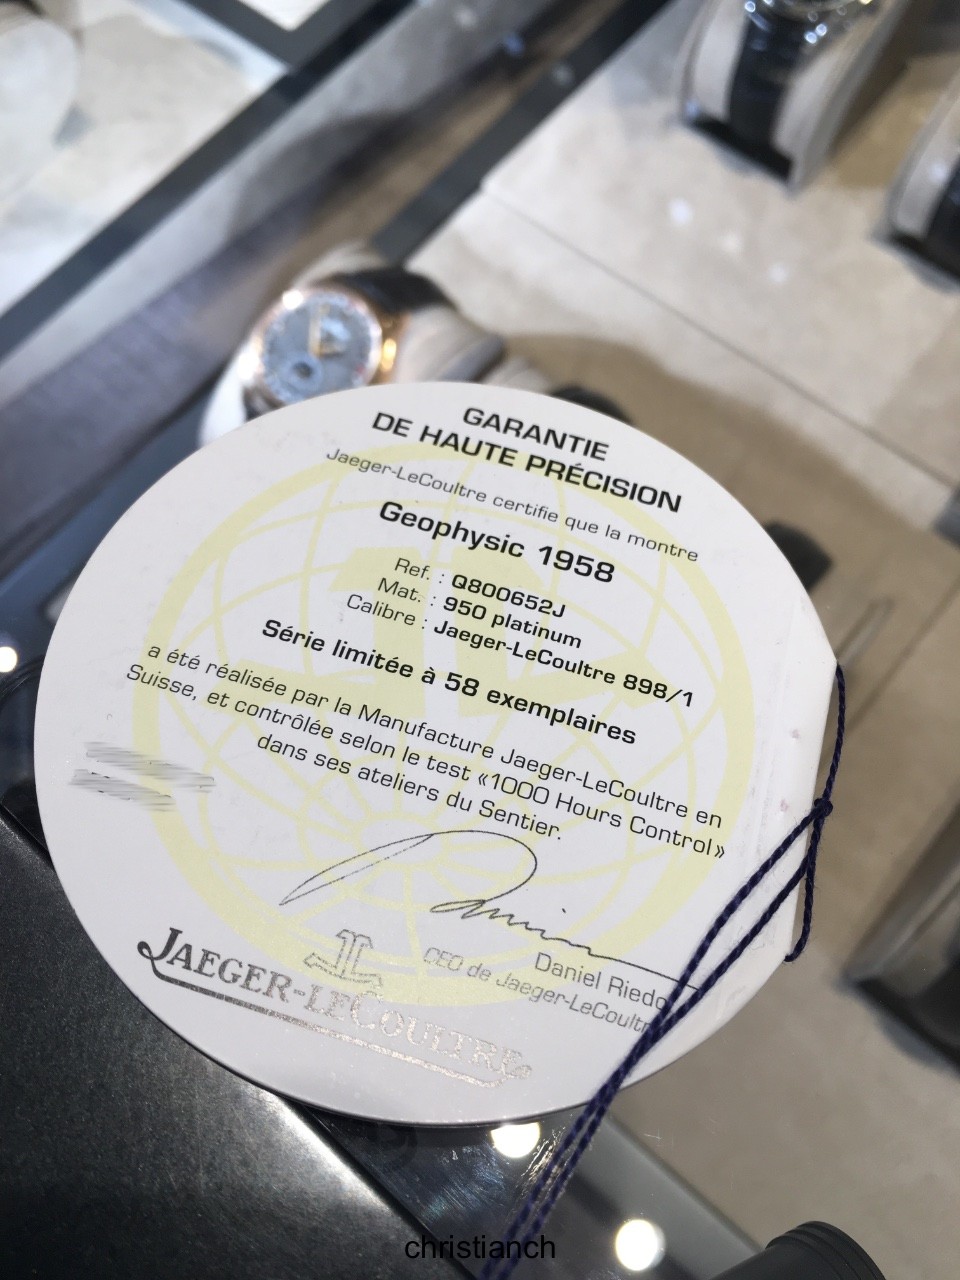 GARANTIE
DE HAUTE PRÉCISION
Jaeger-LeCoultre certifie que la montre
Geophysic 1958
Ref. : Q800652J
Mat. : 950 platinum
Calibre : Jaeger-LeCoultre 898/1
Série limitée à 58 exemplaires
a été réalisée par la Manufacture Jaeger-LeCoultre en
Suisse, et contrôlée selon le test «1000 Hours Control»
dans ses ateliers du Sentier.
Daniel Riedo
CEO de Jaeger-LeCoultr
JAEGER-LECOULTRE
christianch